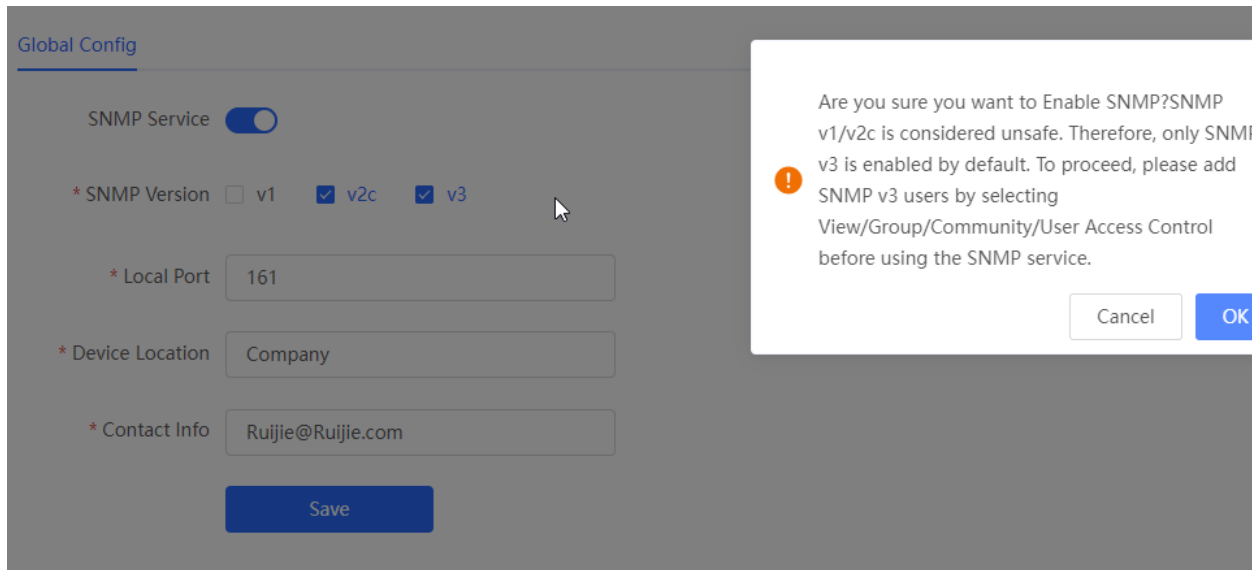 Global Config
SNMP Service
* SNMP Version v1 v2c v3
* Local Port 161
* Device Location Company
* Contact Info Ruijie@Ruijie.com
Save
Are you sure you want to Enable SNMP?SNMP
v1/v2c is considered unsafe. Therefore, only SNMP
v3 is enabled by default. To proceed, please add
SNMP v3 users by selecting
View/Group/Community/User Access Control
before using the SNMP service.
Cancel OK